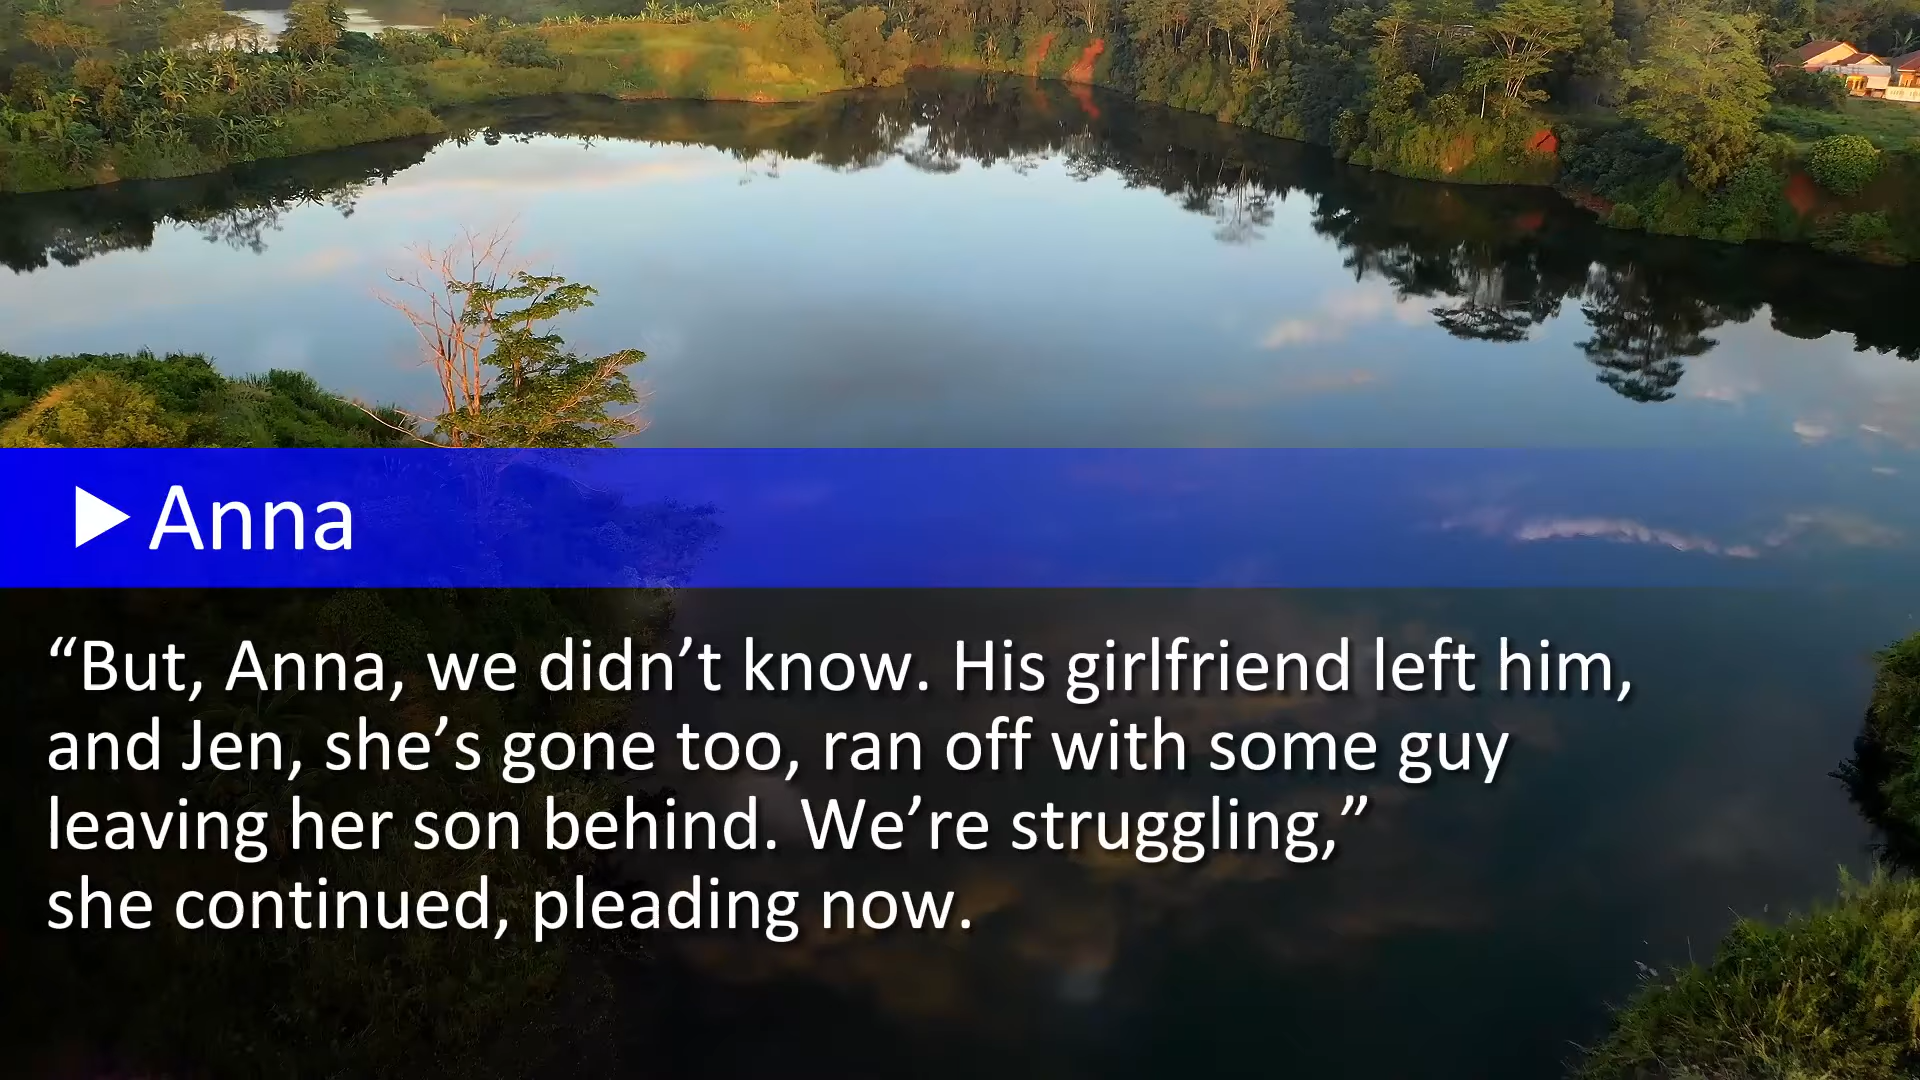 Anna
“But, Anna, we didn’t know. His girlfriend left him,
and Jen, she’s gone too, ran off with some guy
leaving her son behind. We’re struggling,”
she continued, pleading now.